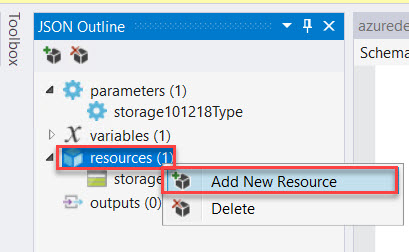 Toolbox
JSON Outline
azurede
Schema
parameters (1)
storage101218Type
variables (1)
resources (1)
storage
Add New Resource
Delete
outputs (0)